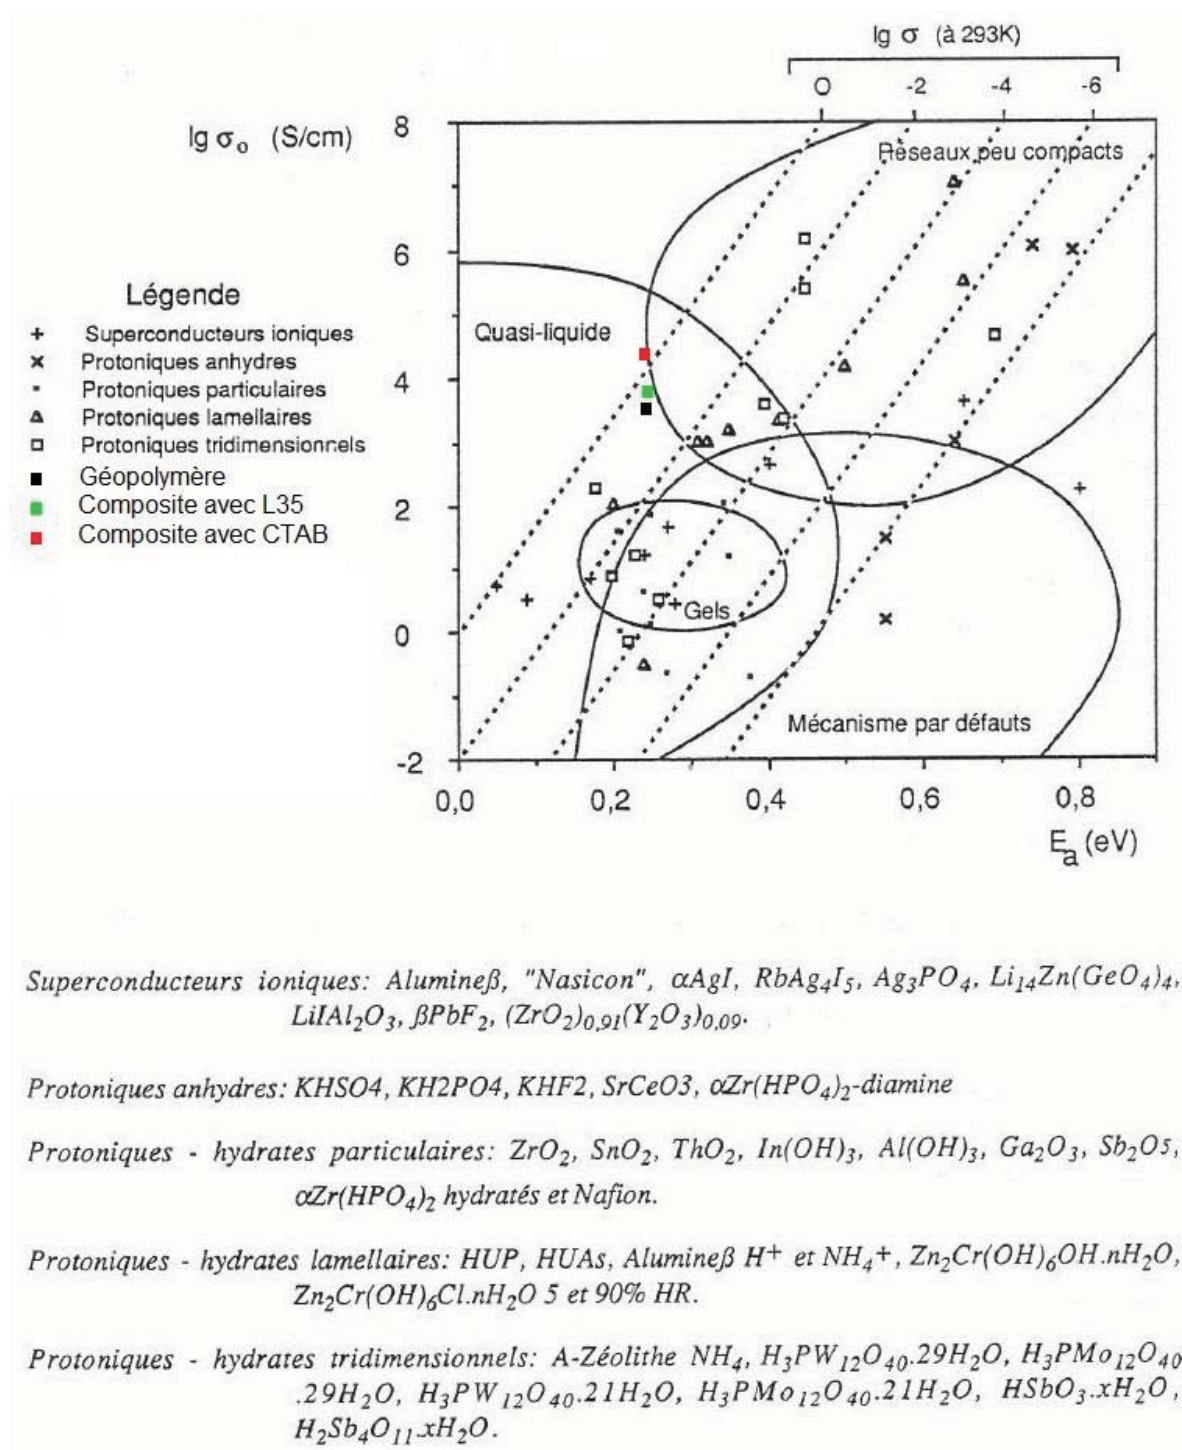 lg σ (à 293K)
O -2 -4 -6
lg σo (S/cm)
8
Réseaux peu compacts
6
Légende
+ Superconducteurs ioniques
x Protoniques anhydres
Protoniques particulaires
Protoniques lamellaires
Protoniques tridimensionnels
Géopolymère
Composite avec L35
Composite avec CTAB
Quasi-liquide
4
2
0
Gels
Mécanisme par défauts
-2
0,0 0,2 0,4 0,6 0,8
Ea (eV)
Superconducteurs ioniques: Alumineβ, "Nasicon", αAgI, RbAg4I5, Ag3PO4, Li14Zn(GeO4)4,
LiIAl2O3, βPbF2, (ZrO2)0,91(Y2O3)0,09.
Protoniques anhydres: KHSO4, KH2PO4, KHF2, SrCeO3, αZr(HPO4)2-diamine
Protoniques - hydrates particulaires: ZrO2, SnO2, ThO2, In(OH)3, Al(OH)3, Ga2O3, Sb2O5,
αZr(HPO4)2 hydratés et Nafion.
Protoniques - hydrates lamellaires: HUP, HUAs, Alumineβ H+ et NH4+, Zn2Cr(OH)6OH.nH2O,
Zn2Cr(OH)6Cl.nH2O 5 et 90% HR.
Protoniques - hydrates tridimensionnels: A-Zéolithe NH4, H3PW12O40.29H2O, H3PMo12O40
.29H2O, H3PW12O40.21H2O, H3PMo12O40.21H2O, HSbO3.xH2O,
H2Sb4O11.xH2O.